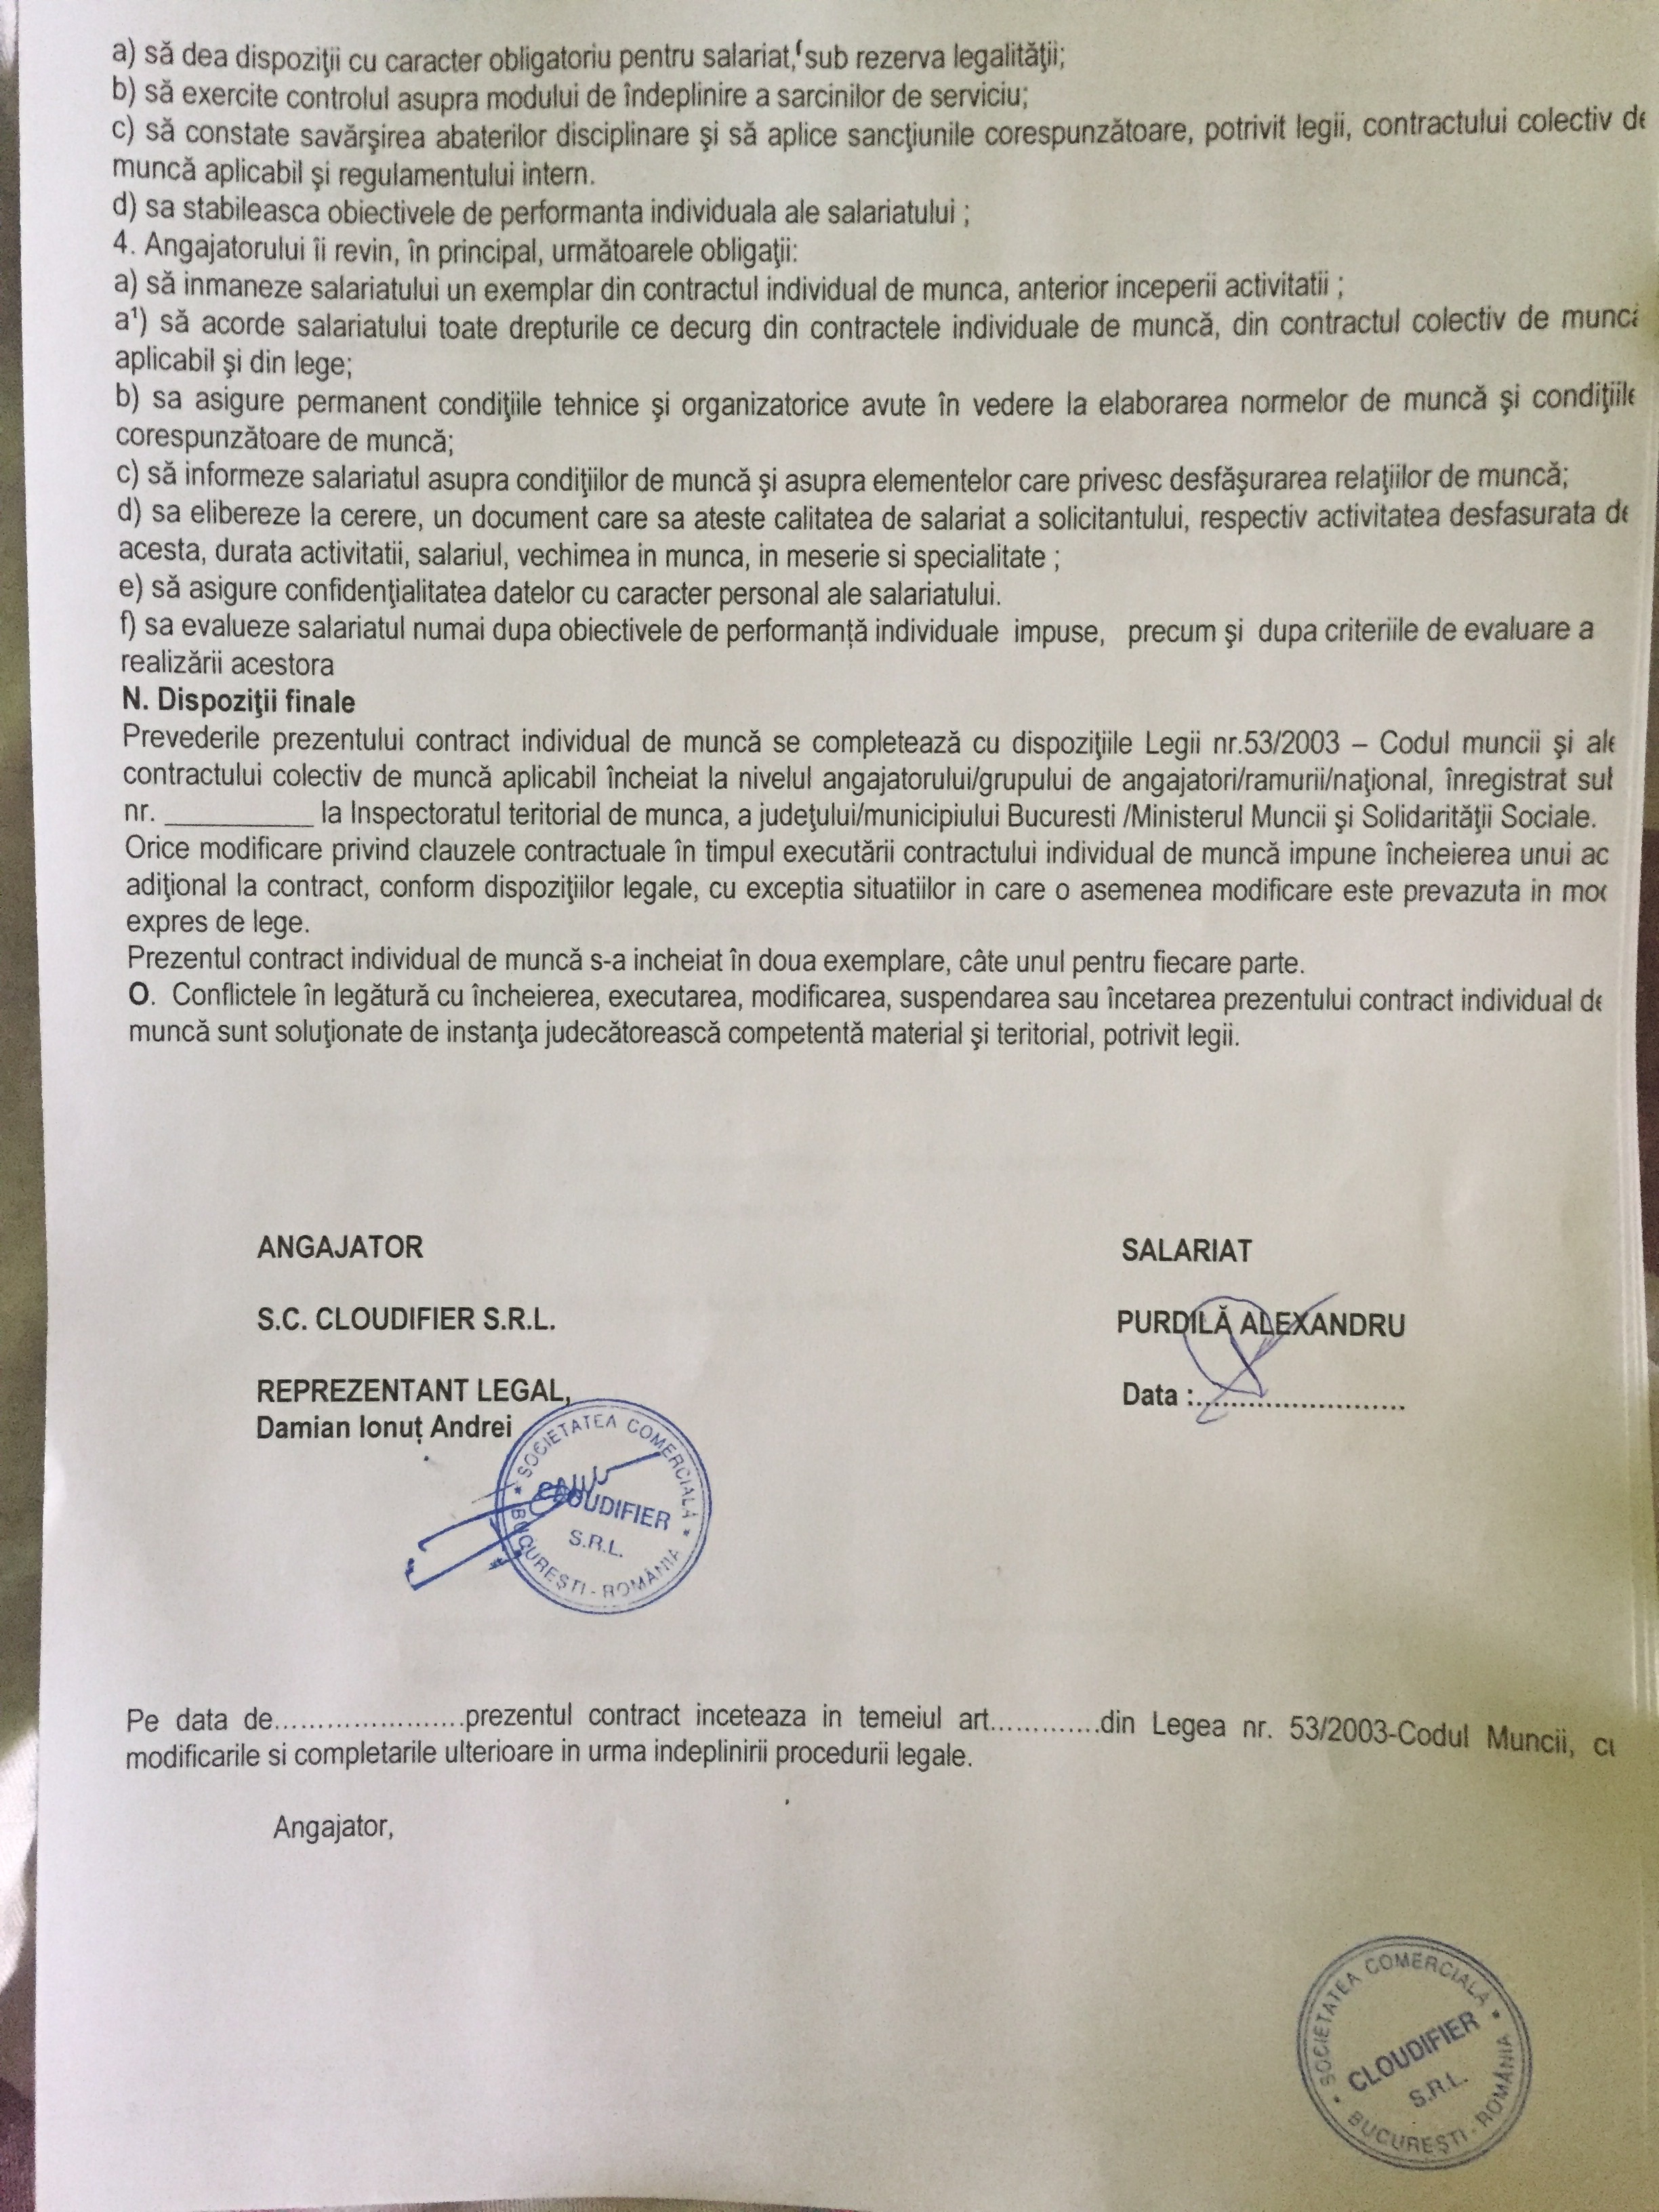 a) să dea dispoziţii cu caracter obligatoriu pentru salariat, sub rezerva legalităţii;
b) să exercite controlul asupra modului de îndeplinire a sarcinilor de serviciu;
c) să constate savârşirea abaterilor disciplinare şi să aplice sancţiunile corespunzătoare, potrivit legii, contractului colectiv de
muncă aplicabil şi regulamentului intern.
d) sa stabileasca obiectivele de performanta individuala ale salariatului ;
4. Angajatorului îi revin, în principal, următoarele obligaţii:
a) să inmaneze salariatului un exemplar din contractul individual de munca, anterior inceperii activitatii ;
a¹) să acorde salariatului toate drepturile ce decurg din contractele individuale de muncă, din contractul colectiv de muncă
aplicabil şi din lege;
b) sa asigure permanent condiţiile tehnice şi organizatorice avute în vedere la elaborarea normelor de muncă şi condiţiile
corespunzătoare de muncă;
c) să informeze salariatul asupra condiţiilor de muncă şi asupra elementelor care privesc desfăşurarea relaţiilor de muncă;
d) sa elibereze la cerere, un document care sa ateste calitatea de salariat a solicitantului, respectiv activitatea desfasurata de
acesta, durata activitatii, salariul, vechimea in munca, in meserie si specialitate ;
e) să asigure confidenţialitatea datelor cu caracter personal ale salariatului.
f) sa evalueze salariatul numai dupa obiectivele de performanță individuale impuse, precum şi dupa criteriile de evaluare a
realizării acestora
N. Dispoziţii finale
Prevederile prezentului contract individual de muncă se completează cu dispoziţiile Legii nr.53/2003 – Codul muncii şi ale
contractului colectiv de muncă aplicabil încheiat la nivelul angajatorului/grupului de angajatori/ramurii/naţional, înregistrat sub
nr. __________ la Inspectoratul teritorial de munca, a judeţului/municipiului Bucuresti /Ministerul Muncii şi Solidarităţii Sociale.
Orice modificare privind clauzele contractuale în timpul executării contractului individual de muncă impune încheierea unui ac
adiţional la contract, conform dispoziţiilor legale, cu exceptia situatiilor in care o asemenea modificare este prevazuta in mod
expres de lege.
Prezentul contract individual de muncă s-a incheiat în doua exemplare, câte unul pentru fiecare parte.
O. Conflictele în legătură cu încheierea, executarea, modificarea, suspendarea sau încetarea prezentului contract individual de
muncă sunt soluţionate de instanţa judecătorească competentă material şi teritorial, potrivit legii.
ANGAJATOR SALARIAT
S.C. CLOUDIFIER S.R.L. PURDILĂ ALEXANDRU
REPREZENTANT LEGAL, Data :........................
Damian Ionuț Andrei
SOCIETATEA COMERCIALĂ
CLOUDIFIER
S.R.L.
BUCUREŞTI - ROMÂNIA
Pe data de.......................prezentul contract inceteaza in temeiul art.............din Legea nr. 53/2003-Codul Muncii, cu
modificarile si completarile ulterioare in urma indeplinirii procedurii legale.
Angajator,
SOCIETATEA COMERCIALĂ
CLOUDIFIER
S.R.L.
BUCUREŞTI - ROMÂNIA